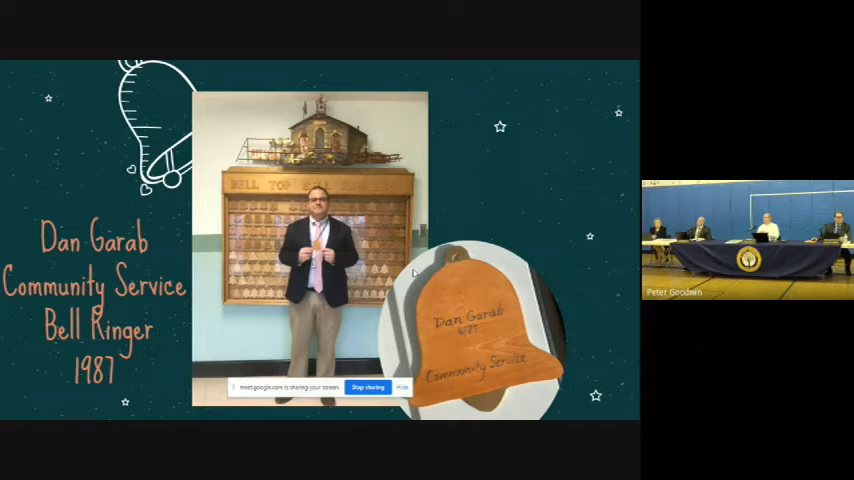 Dan Garab
Community Service
Bell Ringer
1987
BELL TOP
Dan Garab
Community Service
meet.google.com is sharing your screen.
Stop sharing
Hide
Peter Goodwin